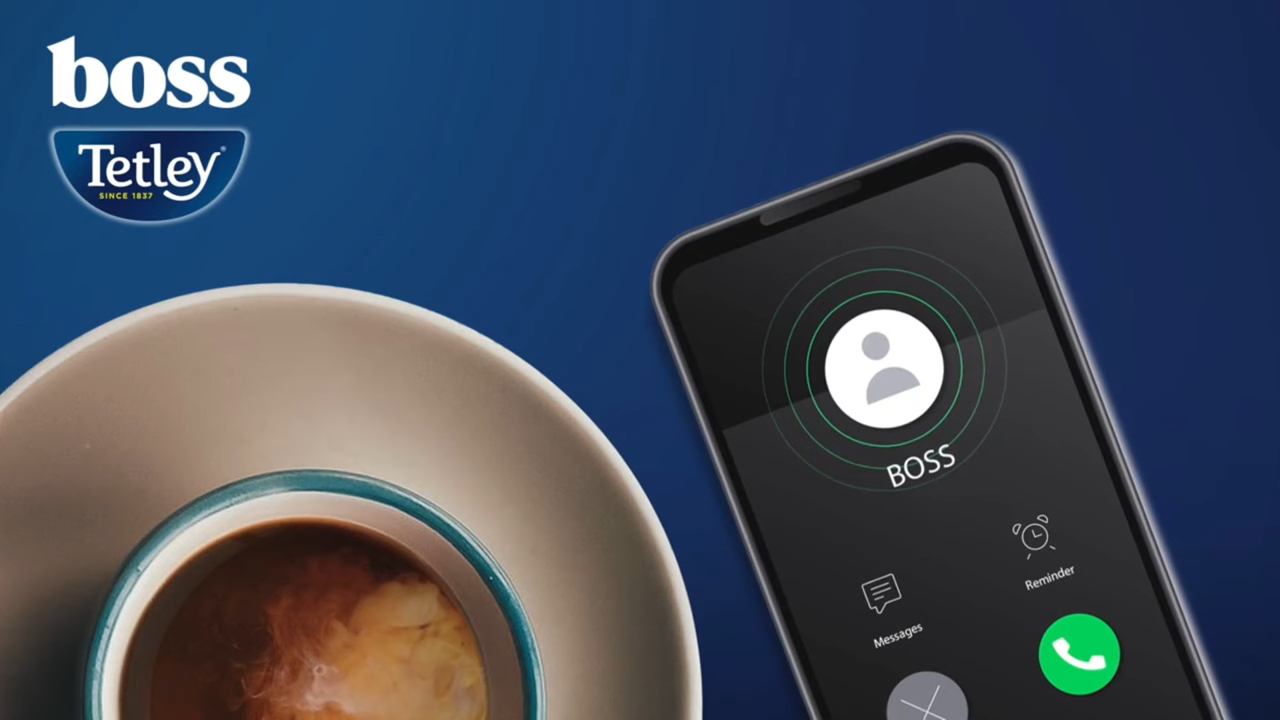 boss
Tetley
SINCE 1837
BOSS
Reminder
Messages